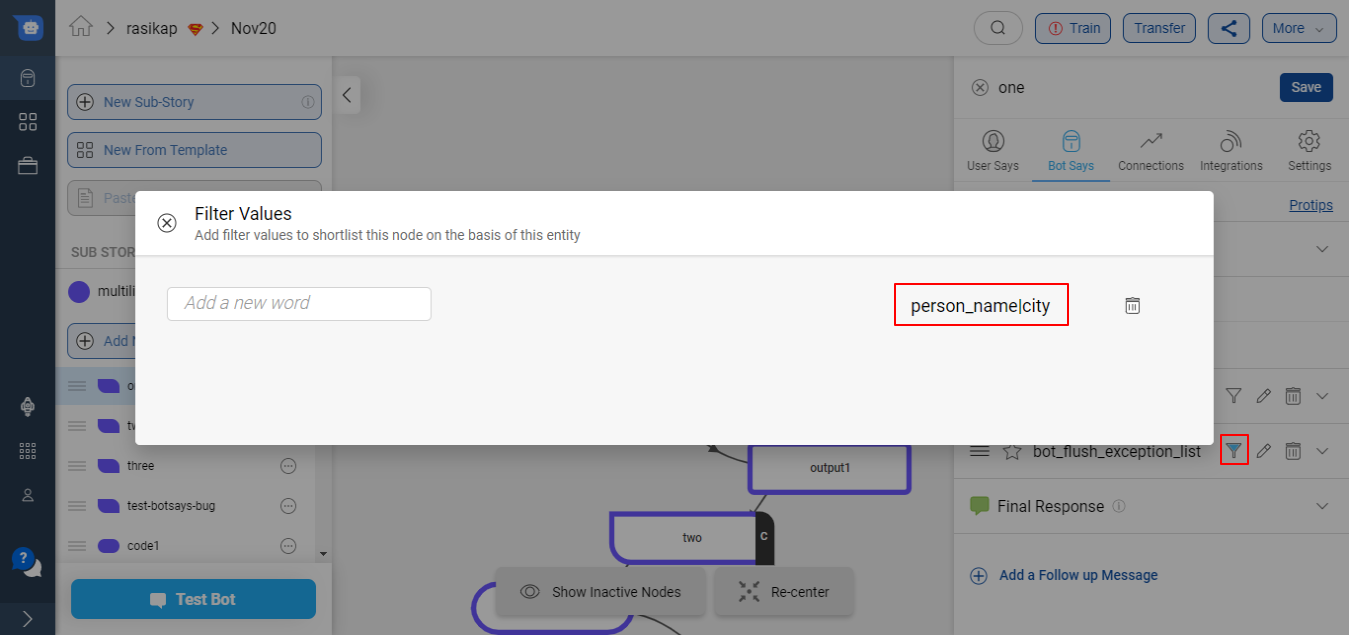 rasikap
Nov20
Train
Transfer
More
New Sub-Story
New From Template
Paste
SUB STOR
multili
Add
three
test-botsays-bug
code1
?
Test Bot
one
Save
User Says
Bot Says
Connections
Integrations
Settings
Protips
Filter Values
Add filter values to shortlist this node on the basis of this entity
Add a new word
person_name|city
output1
two
C
Show Inactive Nodes
Re-center
bot_flush_exception_list
Final Response
Add a Follow up Message